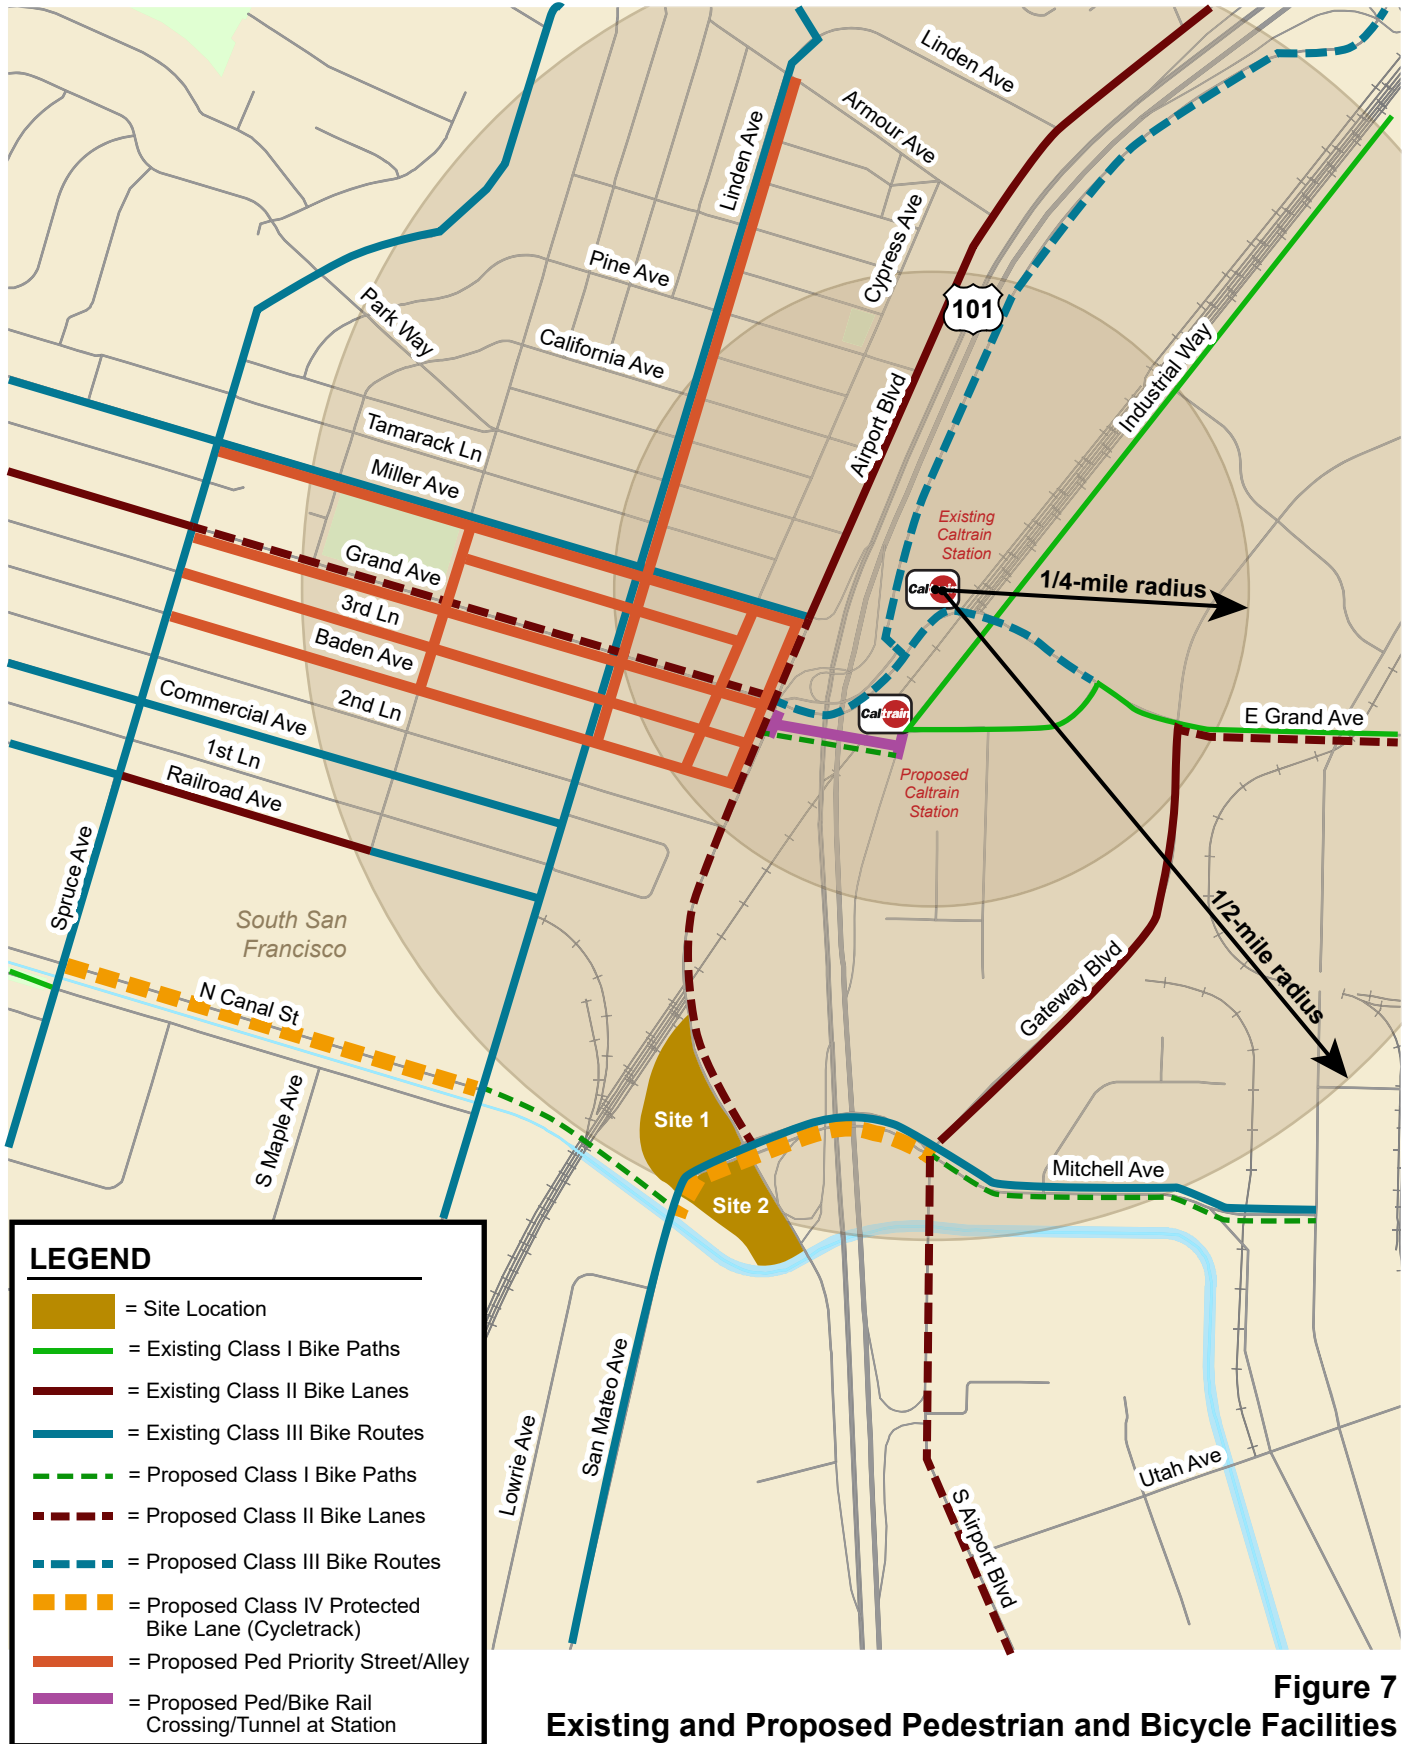 Linden Ave
Armour Ave
Linden Ave
Cypress Ave
Pine Ave
101
Park Way
California Ave
Industrial Way
Airport Blvd
Tamarack Ln
Miller Ave
Existing
Caltrain
Station
Grand Ave
Caltrain
1/4-mile radius
3rd Ln
Baden Ave
Commercial Ave
2nd Ln
Caltrain
E Grand Ave
1st Ln
Railroad Ave
Proposed
Caltrain
Station
Spruce Ave
South San
Francisco
1/2-mile radius
Gateway Blvd
N Canal St
S Maple Ave
Site 1
Mitchell Ave
Site 2
San Mateo Ave
Lowrie Ave
Utah Ave
S Airport Blvd
LEGEND
= Site Location
= Existing Class I Bike Paths
= Existing Class II Bike Lanes
= Existing Class III Bike Routes
= Proposed Class I Bike Paths
= Proposed Class II Bike Lanes
= Proposed Class III Bike Routes
= Proposed Class IV Protected
Bike Lane (Cycletrack)
= Proposed Ped Priority Street/Alley
= Proposed Ped/Bike Rail
Crossing/Tunnel at Station
Figure 7
Existing and Proposed Pedestrian and Bicycle Facilities